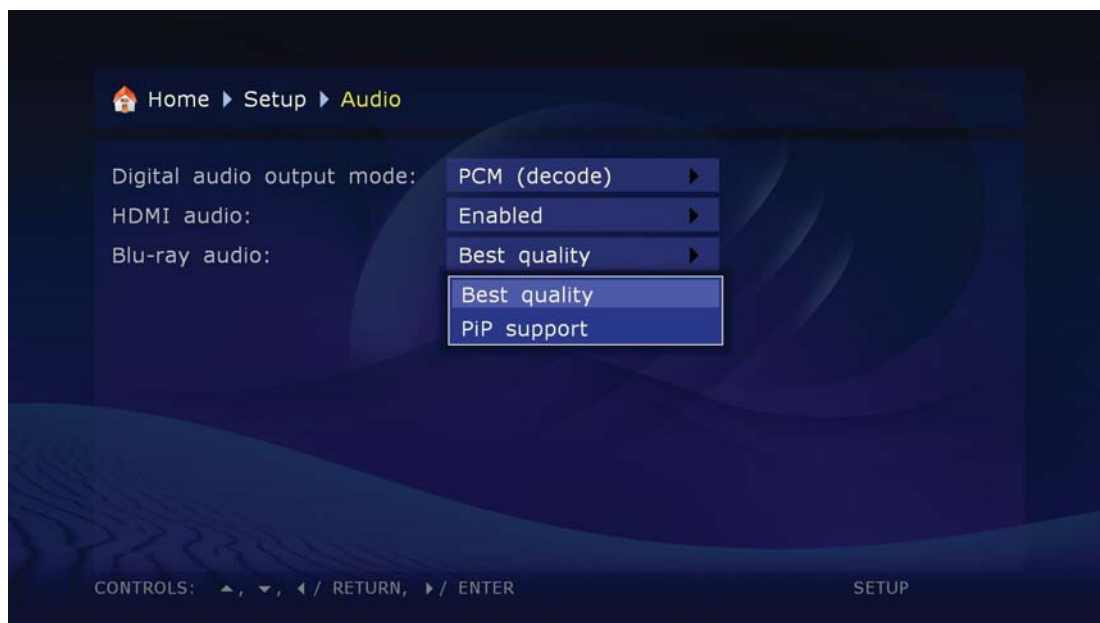 Home ▶ Setup ▶ Audio
Digital audio output mode: PCM (decode)
HDMI audio: Enabled
Blu-ray audio: Best quality
Best quality
PiP support
CONTROLS: ▲, ▼, ◀ / RETURN, ▶ / ENTER SETUP